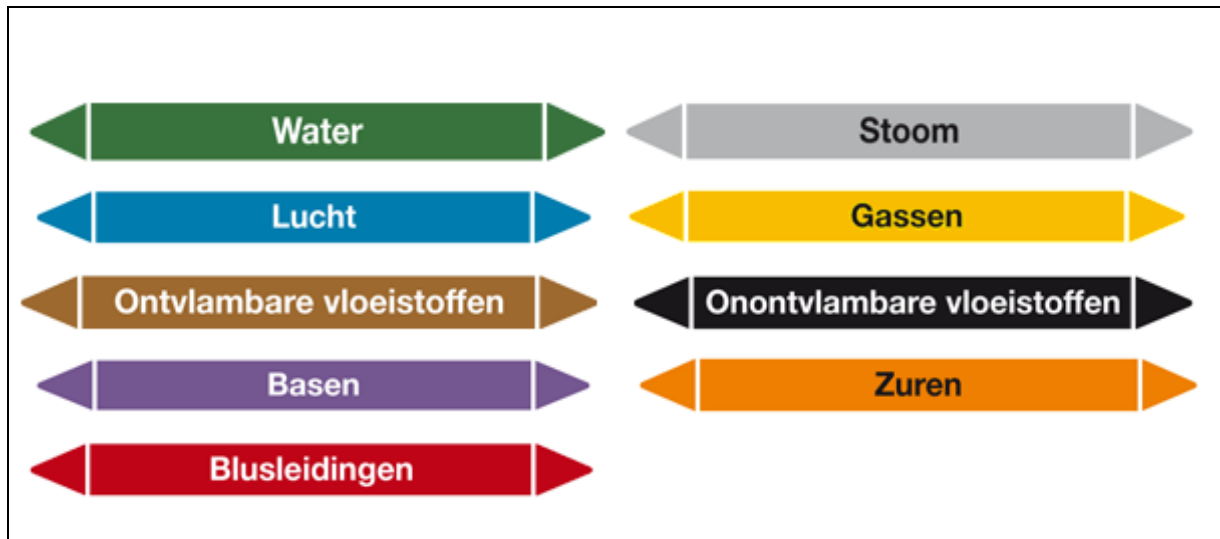 Water
Stoom
Lucht
Gassen
Ontvlambare vloeistoffen
Onontvlambare vloeistoffen
Basen
Zuren
Blusleidingen